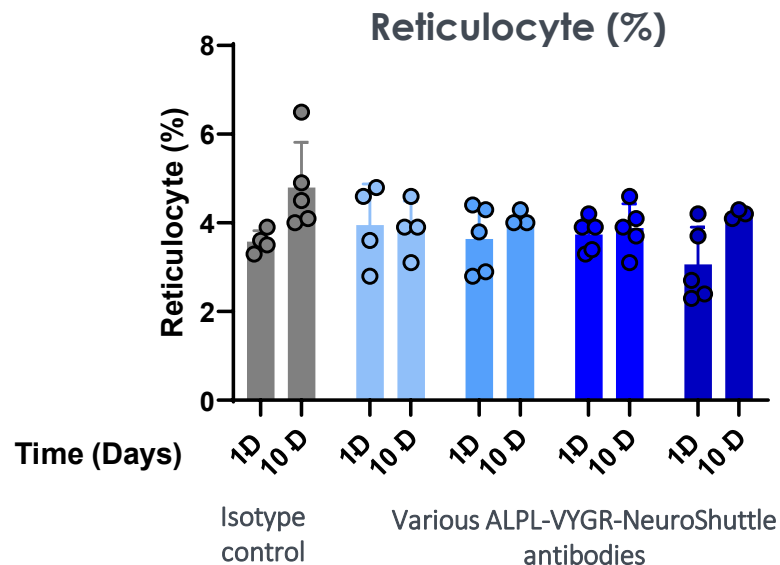 Reticulocyte (%)
Reticulocyte (%)
8
6
4
2
0
Time (Days)
1D 10 D 1D 10 D 1D 10 D 1D 10 D 1D 10 D
Isotype
control
Various ALPL-VYGR-NeuroShuttle
antibodies